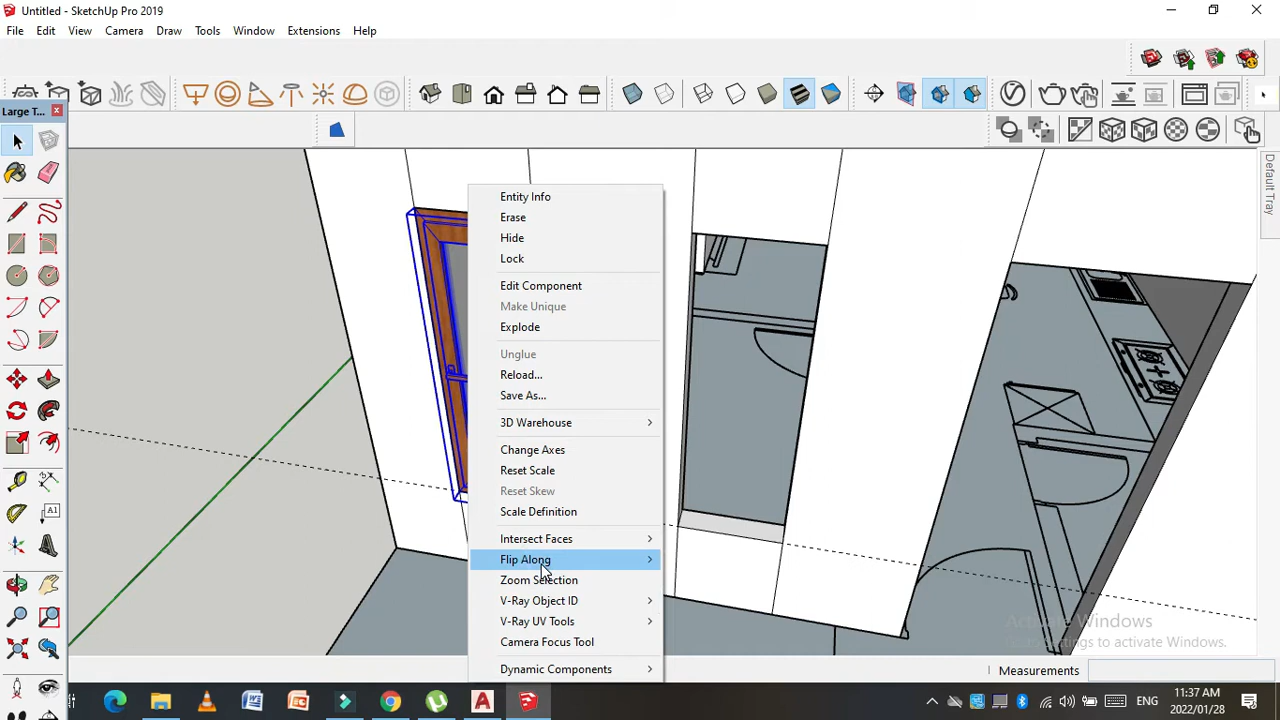 Untitled - SketchUp Pro 2019
File Edit View Camera Draw Tools Window Extensions Help
Large T...
Default Tray
A1
Entity Info
Erase
Hide
Lock
Edit Component
Make Unique
Explode
Unglue
Reload...
Save As...
3D Warehouse
Change Axes
Reset Scale
Reset Skew
Scale Definition
Intersect Faces
Flip Along
Zoom Selection
V-Ray Object ID
V-Ray UV Tools
Camera Focus Tool
Dynamic Components
Activate Windows
ettings to activate Windows.
Measurements
ENG
11:37 AM
2022/01/28